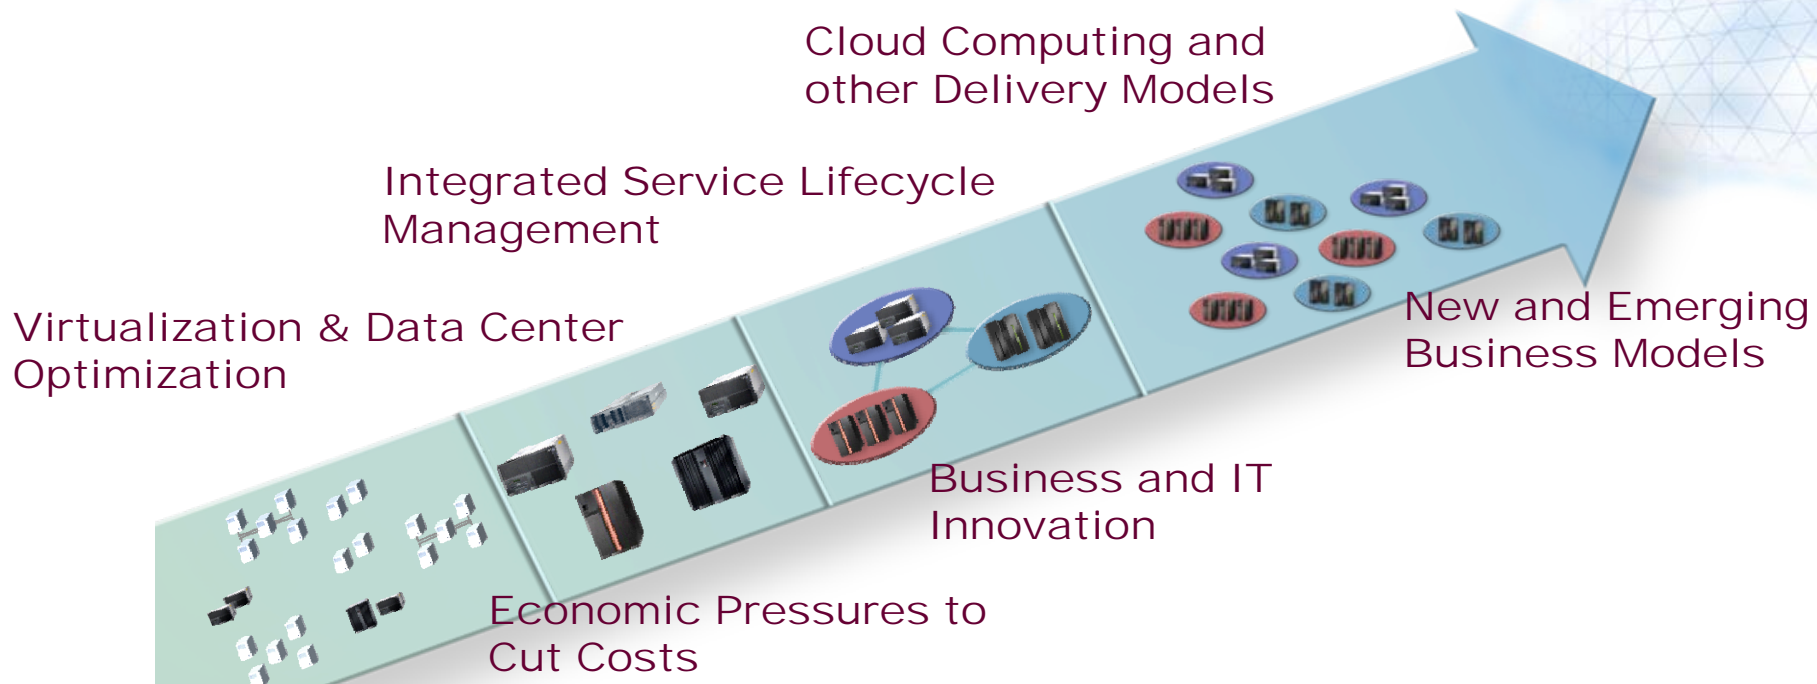 Cloud Computing and
other Delivery Models
Integrated Service Lifecycle
Management
Virtualization & Data Center
Optimization
New and Emerging
Business Models
Business and IT
Innovation
Economic Pressures to
Cut Costs